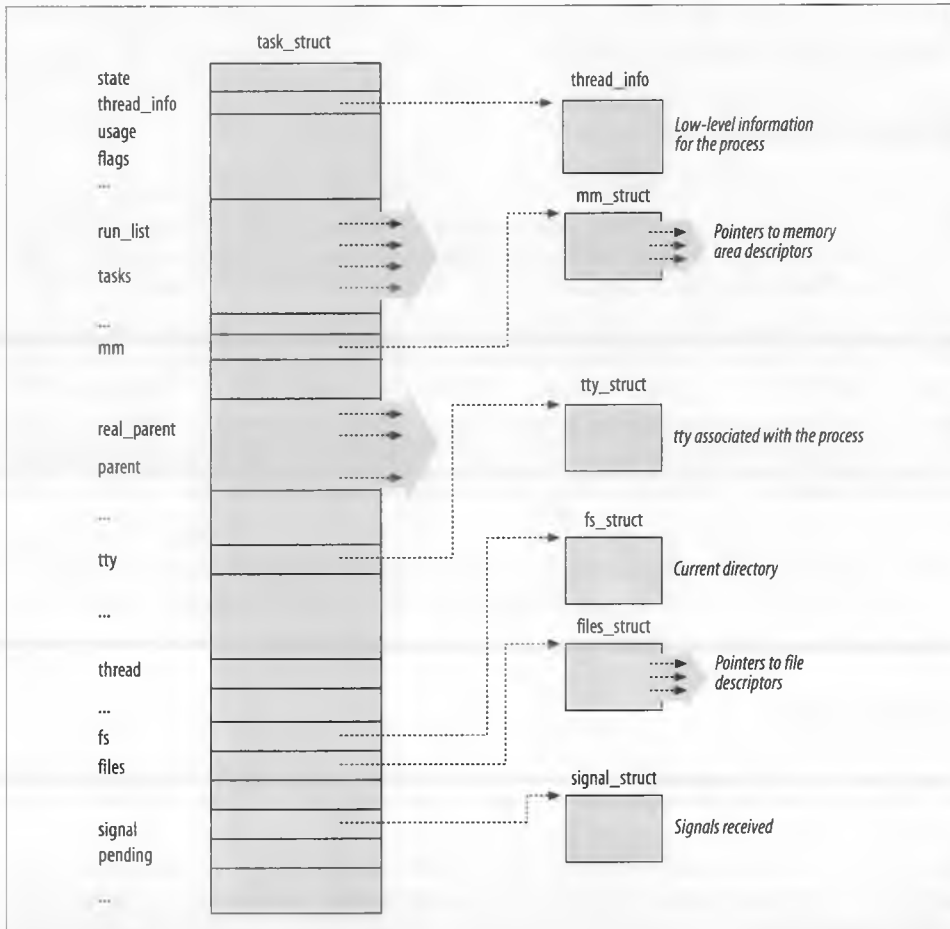 task_struct
state
thread_info
usage
flags
...
run_list
tasks
...
mm
real_parent
parent
...
tty
...
thread
...
fs
files
signal
pending
...
thread_info
Low-level information
for the process
mm_struct
Pointers to memory
area descriptors
tty_struct
tty associated with the process
fs_struct
Current directory
files_struct
Pointers to file
descriptors
signal_struct
Signals received